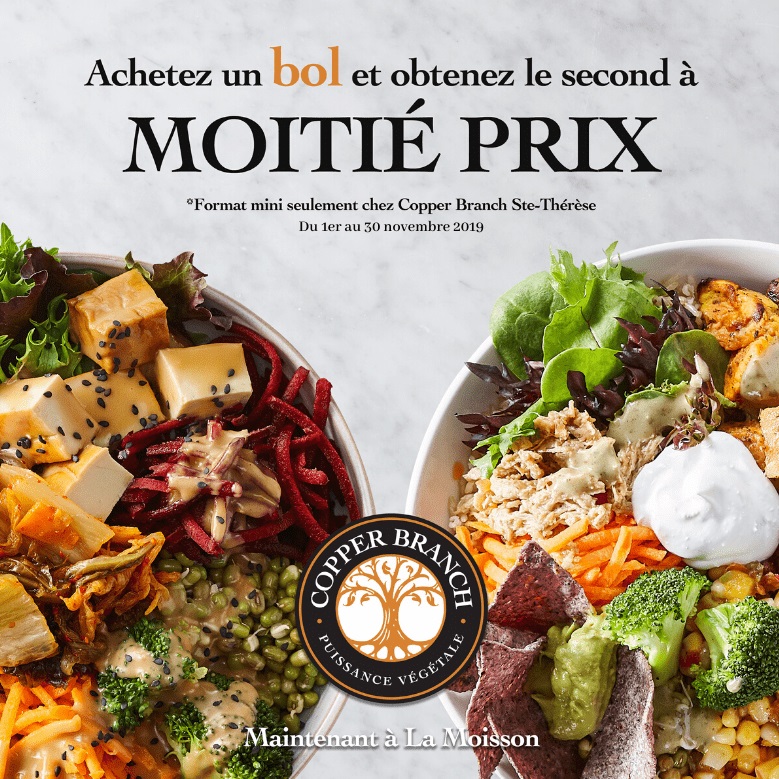 Achetez un bol et obtenez le second à
MOITIÉ PRIX
*Format mini seulement chez Copper Branch Ste-Thérèse
Du 1er au 30 novembre 2019
COPPER BRANCH
· PUISSANCE VÉGÉTALE ·
Maintenant à La Moisson